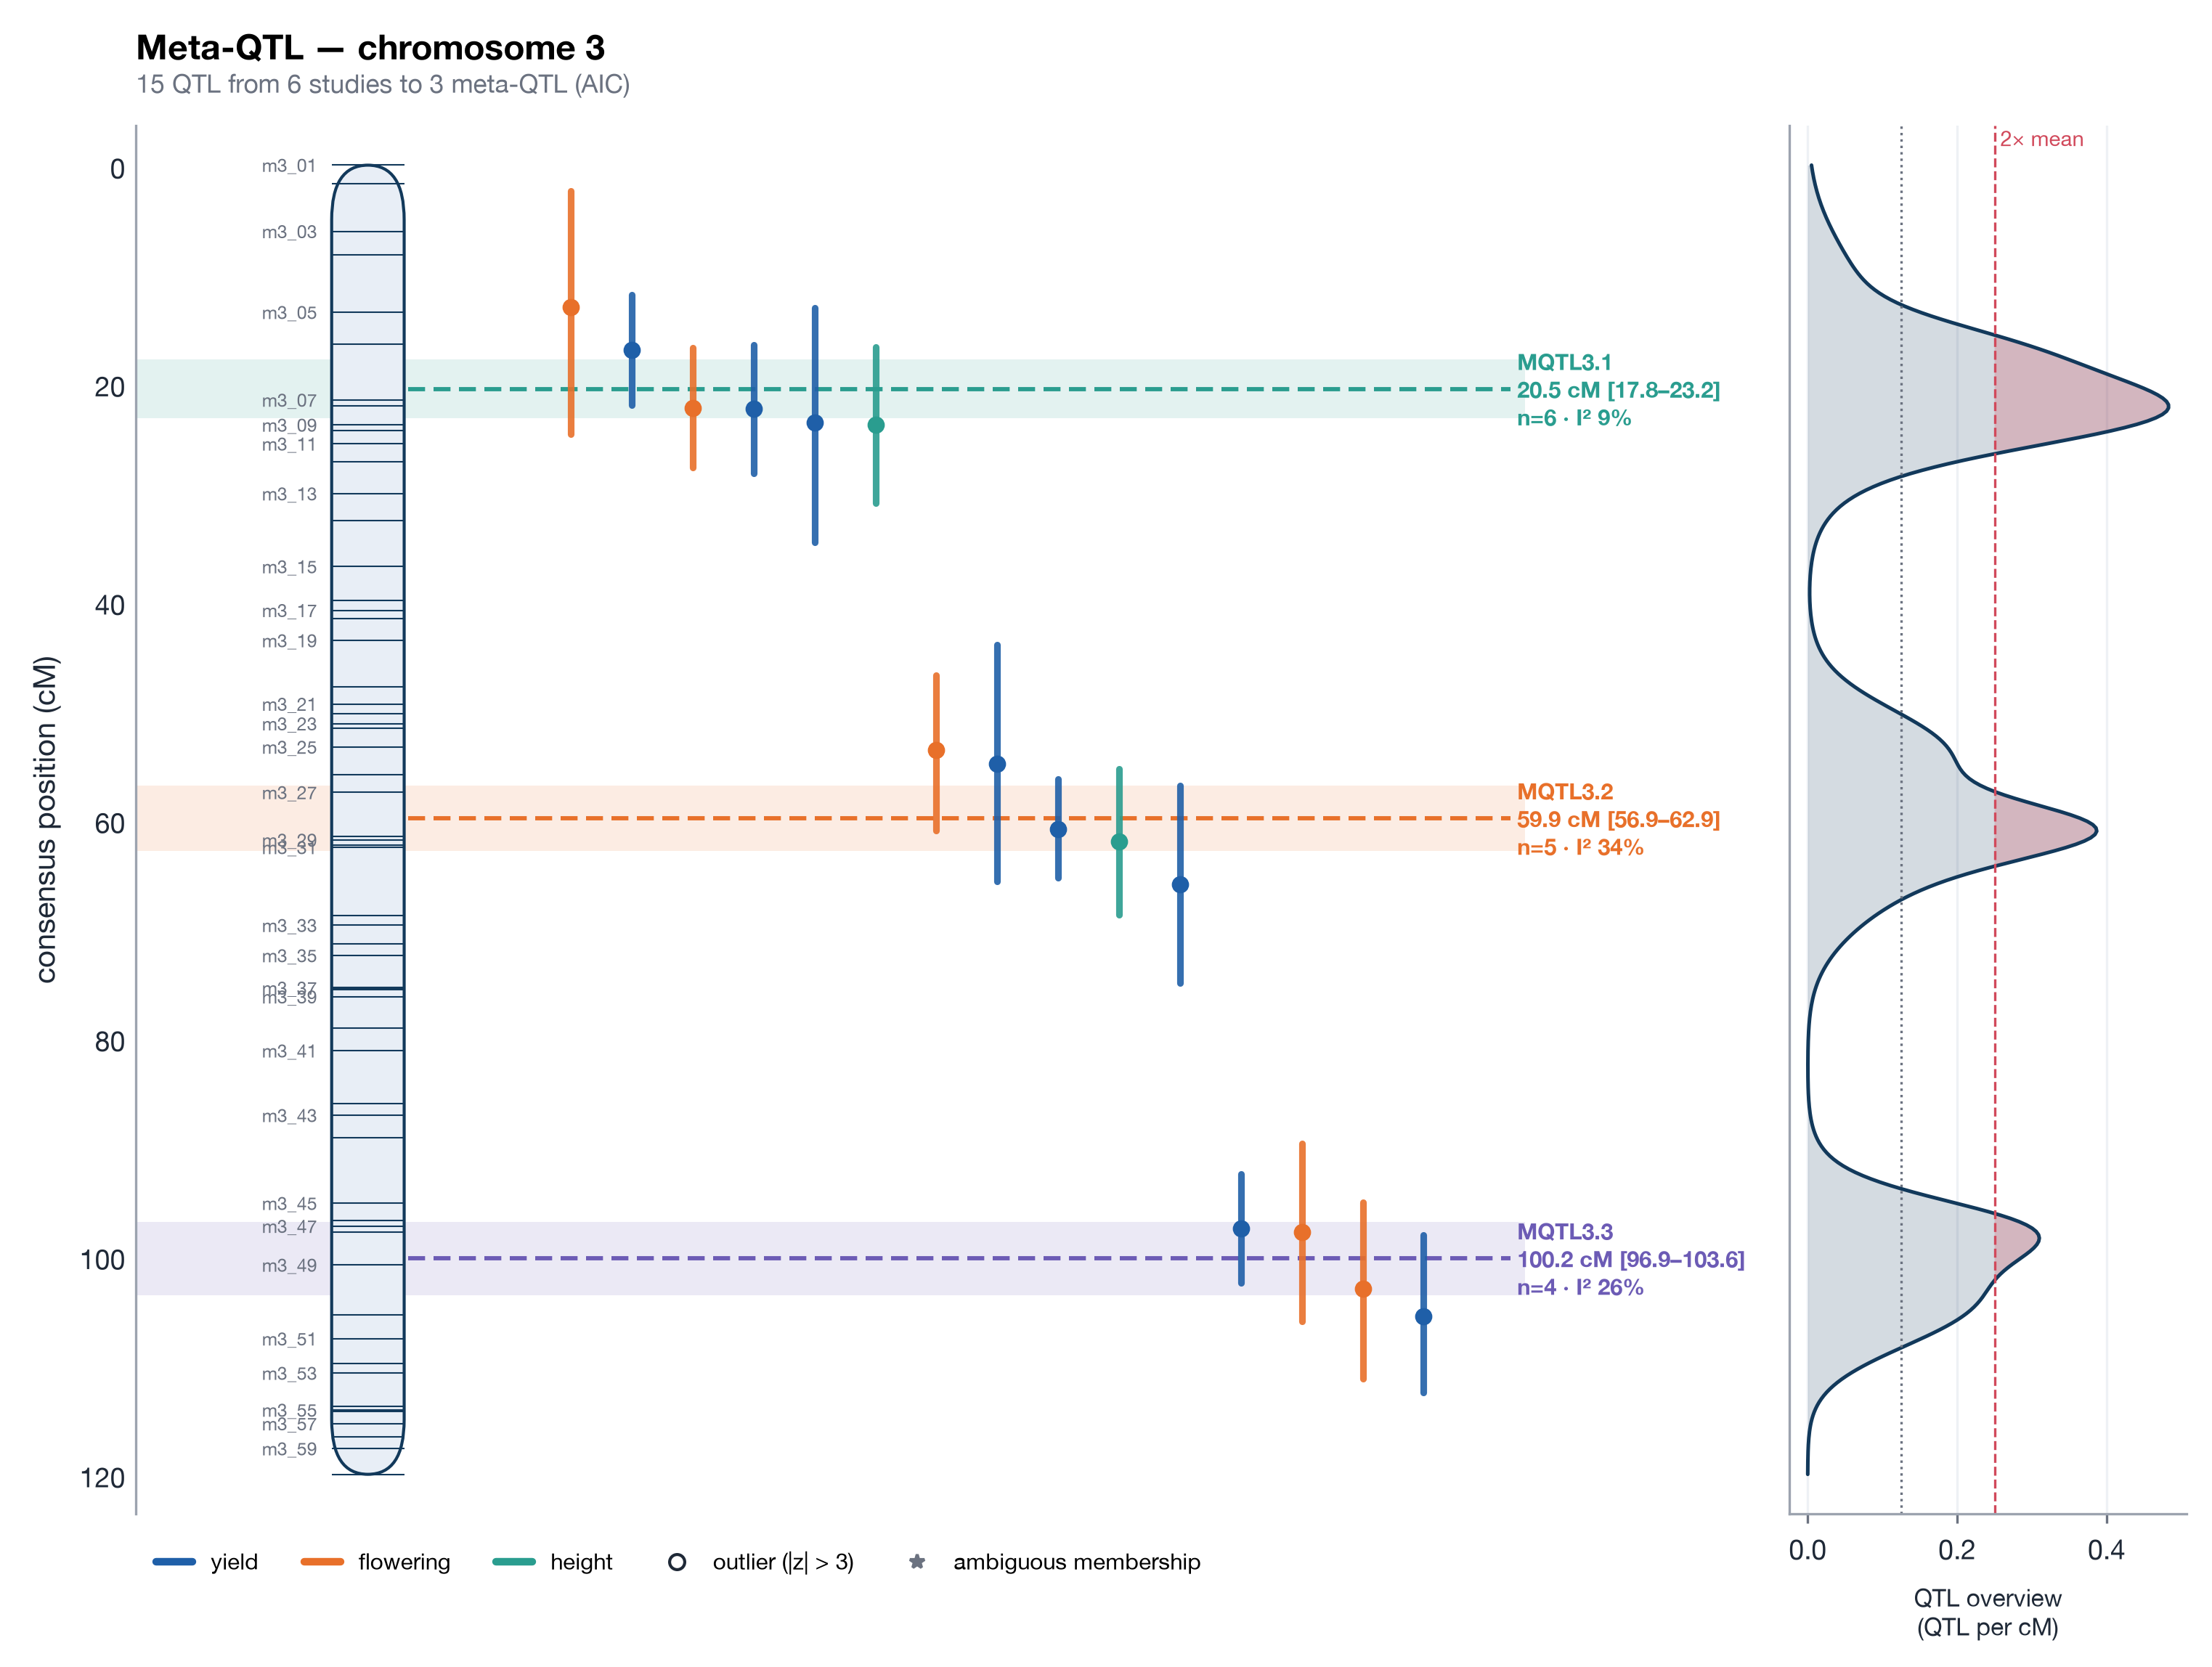 Meta-QTL — chromosome 3
15 QTL from 6 studies to 3 meta-QTL (AIC)
consensus position (cM)
0
20
40
60
80
100
120
m3_01
m3_03
m3_05
m3_07
m3_09
m3_11
m3_13
m3_15
m3_17
m3_19
m3_21
m3_23
m3_25
m3_27
m3_29
m3_31
m3_33
m3_35
m3_37
m3_39
m3_41
m3_43
m3_45
m3_47
m3_49
m3_51
m3_53
m3_55
m3_57
m3_59
MQTL3.1
20.5 cM [17.8–23.2]
n=6 · I² 9%
MQTL3.2
59.9 cM [56.9–62.9]
n=5 · I² 34%
MQTL3.3
100.2 cM [96.9–103.6]
n=4 · I² 26%
2× mean
0.0 0.2 0.4
QTL overview
(QTL per cM)
yield flowering height outlier (|z| > 3) ambiguous membership